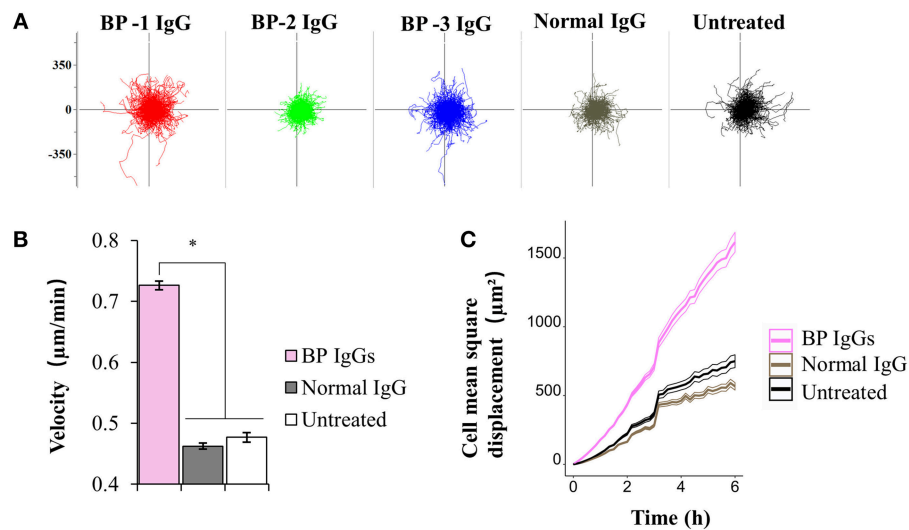 A
BP -1 IgG
BP-2 IgG
BP -3 IgG
Normal IgG
Untreated
350
0
-350
B
Velocity (µm/min)
0.8
0.7
0.6
0.5
0.4
*
BP IgGs
Normal IgG
Untreated
C
Cell mean square
displacement (µm²)
1500
1000
500
0
0
2
4
6
Time (h)
BP IgGs
Normal IgG
Untreated